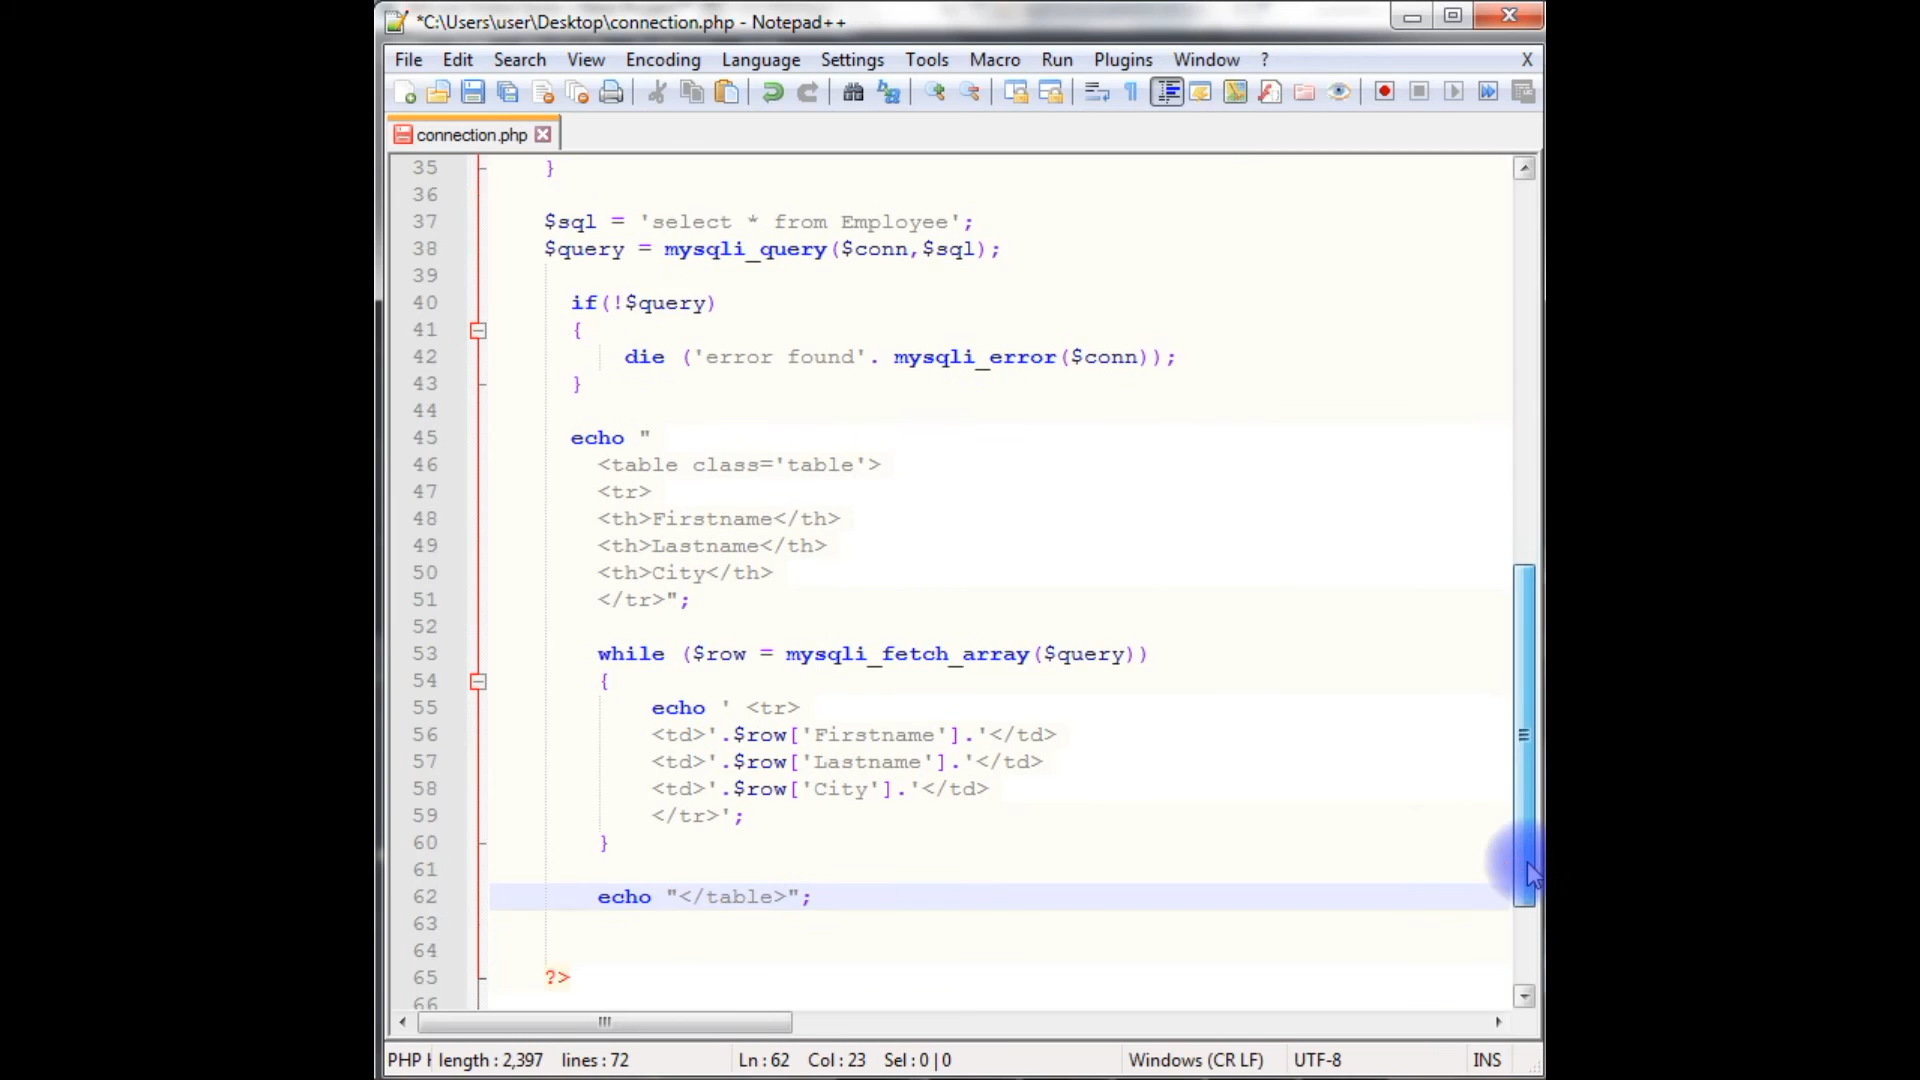 *C:\Users\user\Desktop\connection.php - Notepad++
File Edit Search View Encoding Language Settings Tools Macro Run Plugins Window ? X
connection.php
35 }
36
37 $sql = 'select * from Employee';
38 $query = mysqli_query($conn,$sql);
39
40 if(!$query)
41 {
42 die ('error found'. mysqli_error($conn));
43 }
44
45 echo "
46 <table class='table'>
47 <tr>
48 <th>Firstname</th>
49 <th>Lastname</th>
50 <th>City</th>
51 </tr>";
52
53 while ($row = mysqli_fetch_array($query))
54 {
55 echo ' <tr>
56 <td>'.$row['Firstname'].'</td>
57 <td>'.$row['Lastname'].'</td>
58 <td>'.$row['City'].'</td>
59 </tr>';
60 }
61
62 echo "</table>";
63
64
65 ?>
66
PHP length : 2,397 lines : 72 Ln : 62 Col : 23 Sel : 0 | 0 Windows (CR LF) UTF-8 INS